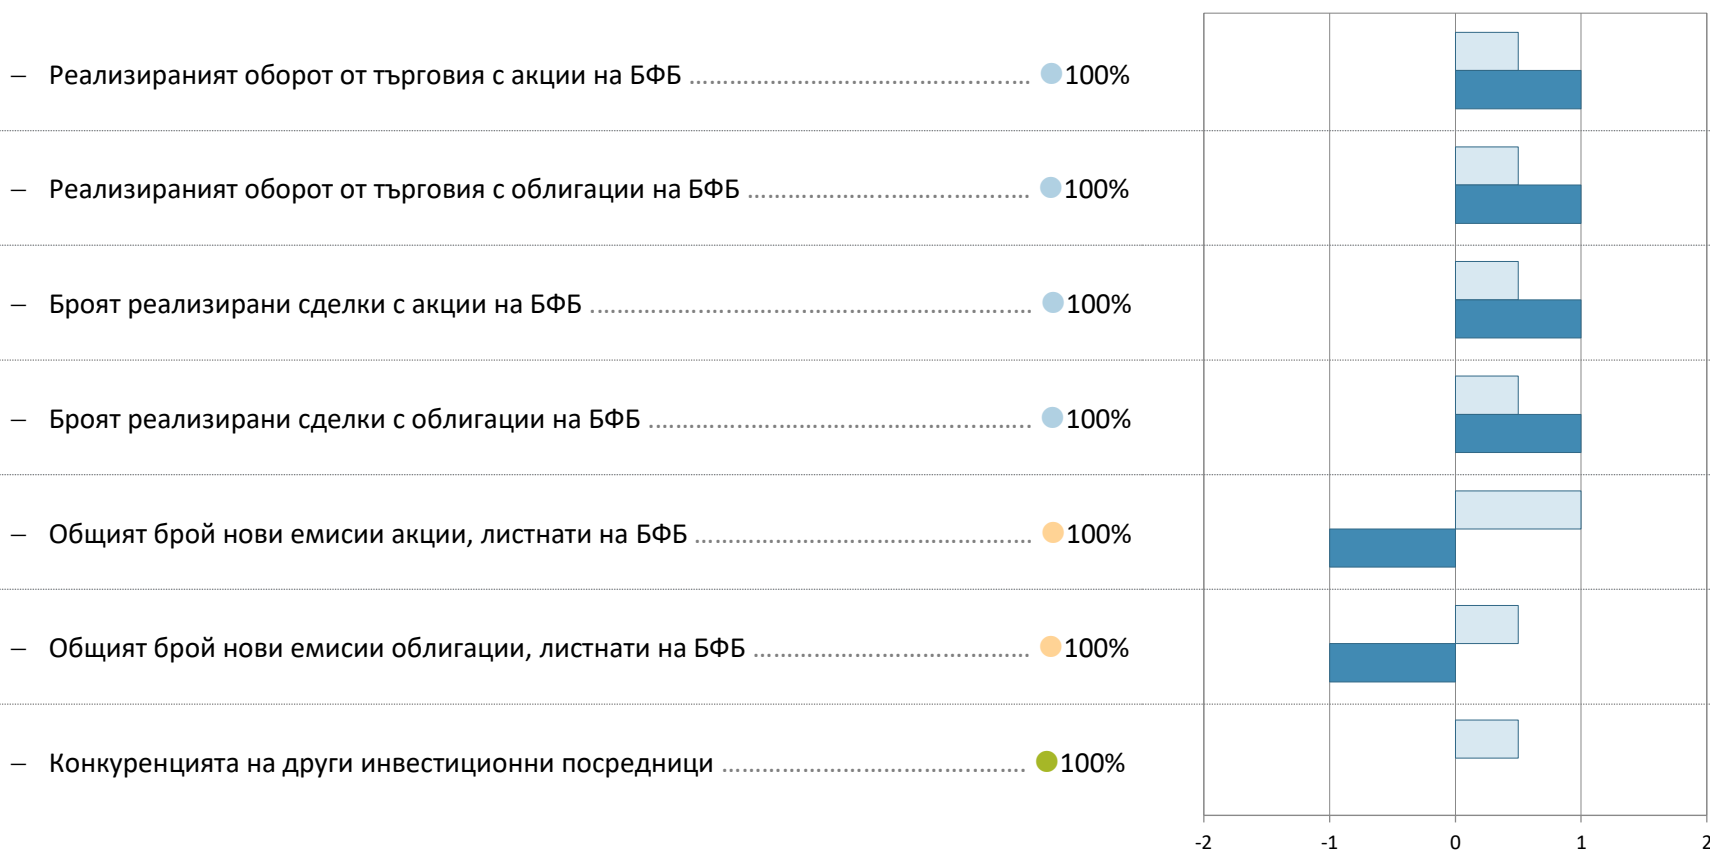 – Реализираният оборот от търговия с акции на БФБ ........................................................ 100%
– Реализираният оборот от търговия с облигации на БФБ ............................................... 100%
– Броят реализирани сделки с акции на БФБ ........................................................................ 100%
– Броят реализирани сделки с облигации на БФБ ............................................................... 100%
– Общият брой нови емисии акции, листнати на БФБ ........................................................ 100%
– Общият брой нови емисии облигации, листнати на БФБ .............................................. 100%
– Конкуренцията на други инвестиционни посредници ................................................... 100%
-2 -1 0 1 2